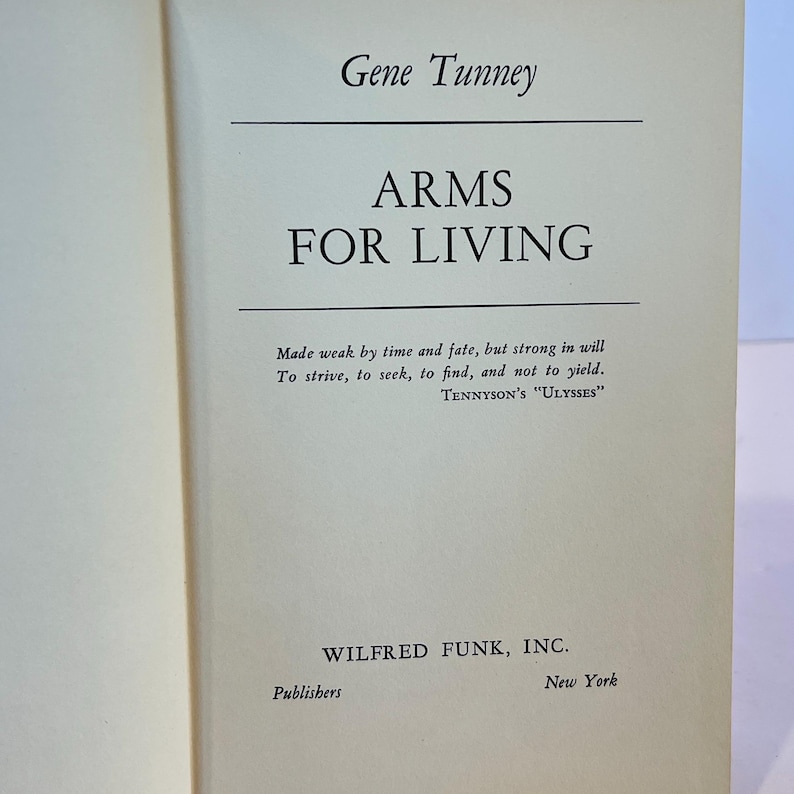 Gene Tunney
ARMS
FOR LIVING
Made weak by time and fate, but strong in will
To strive, to seek, to find, and not to yield.
TENNYSON'S "ULYSSES"
WILFRED FUNK, INC.
Publishers New York